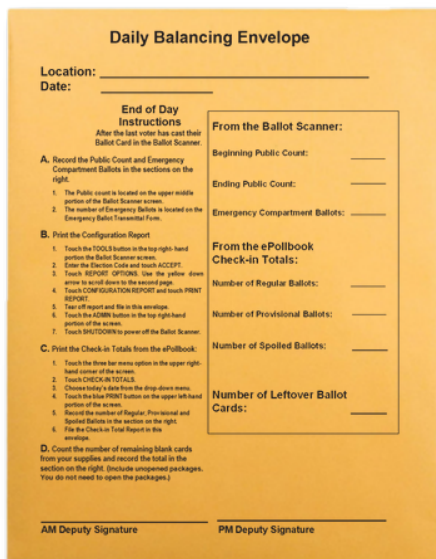 Daily Balancing Envelope
Location:
Date:
End of Day
Instructions
After the last voter has cast their
Ballot Card in the Ballot Scanner.
A. Record the Public Count and Emergency
Compartment Ballots in the sections on the
right.
1. The Public count is located on the upper middle
portion of the Ballot Scanner screen.
2. The number of Emergency Ballots is located on the
Emergency Ballot Transmittal Form.
B. Print the Configuration Report
1. Touch the TOOLS button in the top right- hand
portion the Ballot Scanner screen.
2. Enter the Election Code and touch ACCEPT.
3. Touch REPORT OPTIONS. Use the yellow down
arrow to scroll down to the second page.
4. Touch CONFIGURATION REPORT and touch PRINT
REPORT.
5. Tear off report and file in this envelope.
6. Touch the ADMIN button in the top right-hand
portion of the screen.
7. Touch SHUTDOWN to power off the Ballot Scanner.
C. Print the Check-in Totals from the ePollbook:
1. Touch the three bar menu option in the upper right-
hand corner of the screen.
2. Touch CHECK-IN TOTALS.
3. Choose today's date from the drop-down menu.
4. Touch the blue PRINT button on the upper left-hand
portion of the screen.
5. Record the number of Regular, Provisional and
Spoiled Ballots in the section on the right.
6. File the Check-in Total Report in this
envelope.
D. Count the number of remaining blank cards
from your supplies and record the total in the
section on the right. (Include unopened packages.
You do not need to open the packages.)
From the Ballot Scanner:
Beginning Public Count:
Ending Public Count:
Emergency Compartment Ballots:
From the ePollbook
Check-in Totals:
Number of Regular Ballots:
Number of Provisional Ballots:
Number of Spoiled Ballots:
Number of Leftover Ballot
Cards:
AM Deputy Signature
PM Deputy Signature